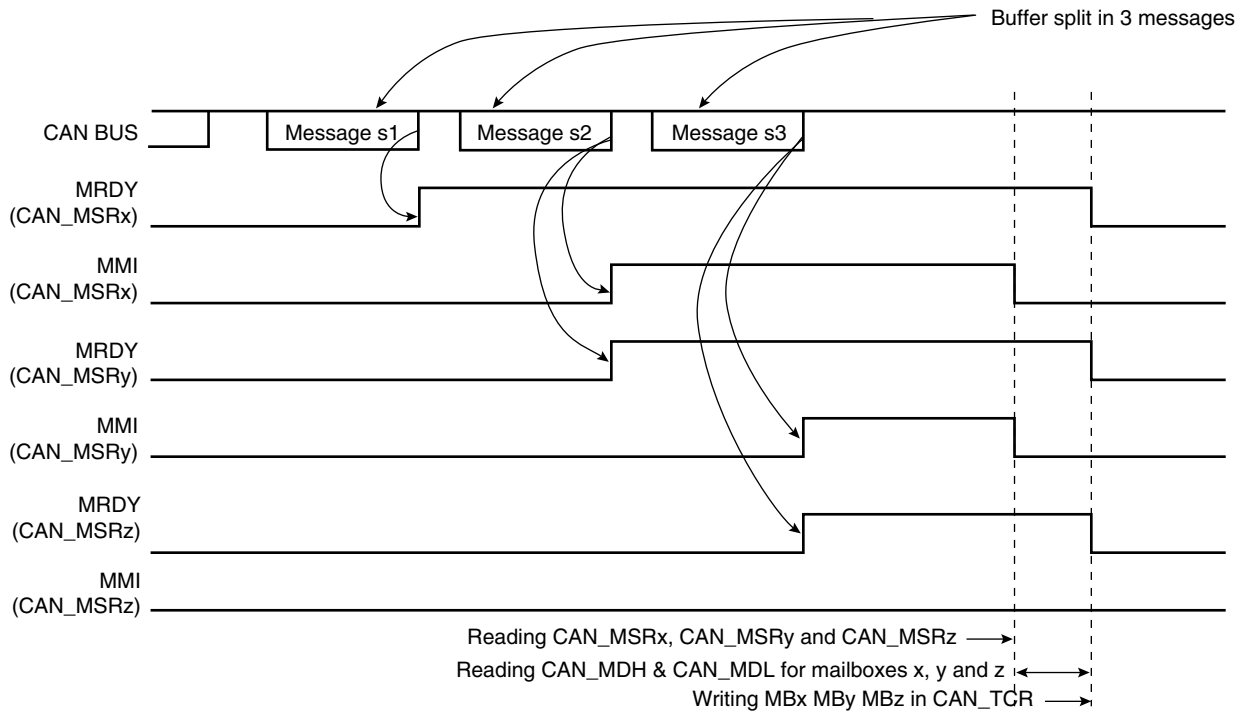 Buffer split in 3 messages
CAN BUS
Message s1
Message s2
Message s3
MRDY
(CAN_MSRx)
MMI
(CAN_MSRx)
MRDY
(CAN_MSRy)
MMI
(CAN_MSRy)
MRDY
(CAN_MSRz)
MMI
(CAN_MSRz)
Reading CAN_MSRx, CAN_MSRy and CAN_MSRz
Reading CAN_MDH & CAN_MDL for mailboxes x, y and z
Writing MBx MBy MBz in CAN_TCR